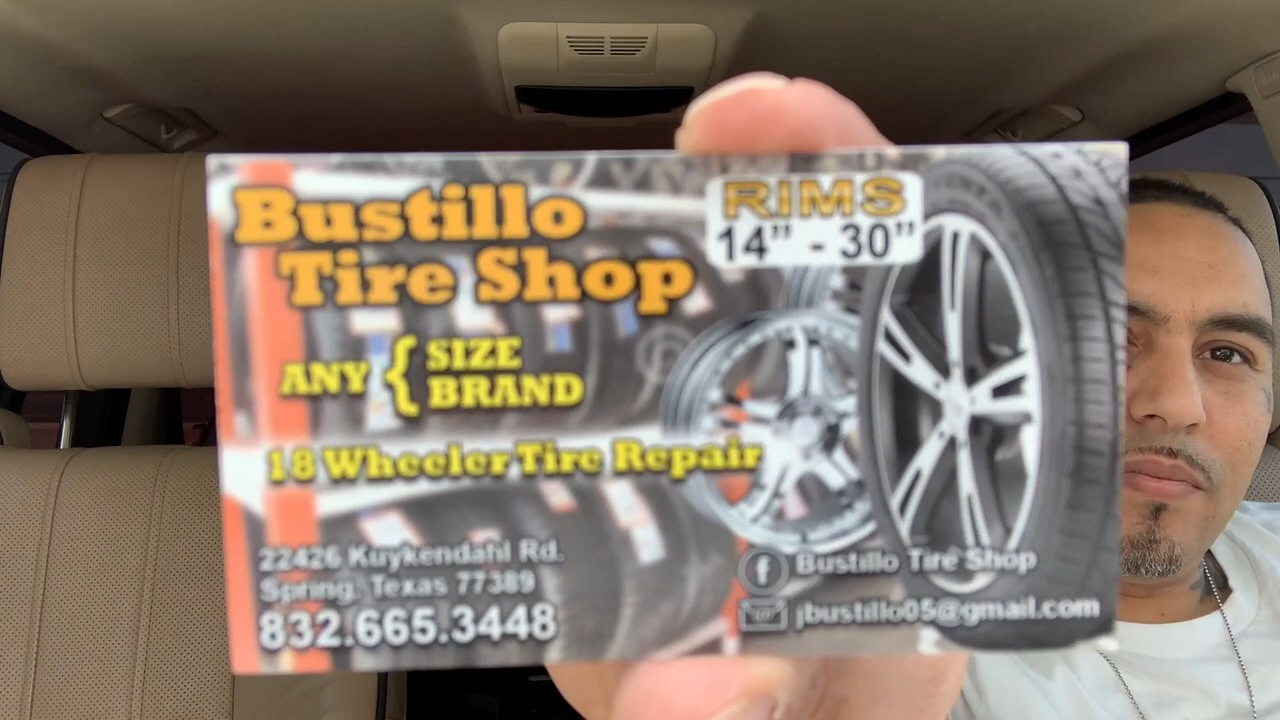 Bustillo
Tire Shop
RIMS
14" - 30"
ANY { SIZE
BRAND
18 Wheeler Tire Repair
22426 Kuykendahl Rd.
Spring, Texas 77389
832.665.3448
f Bustillo Tire Shop
jbustillo05@gmail.com